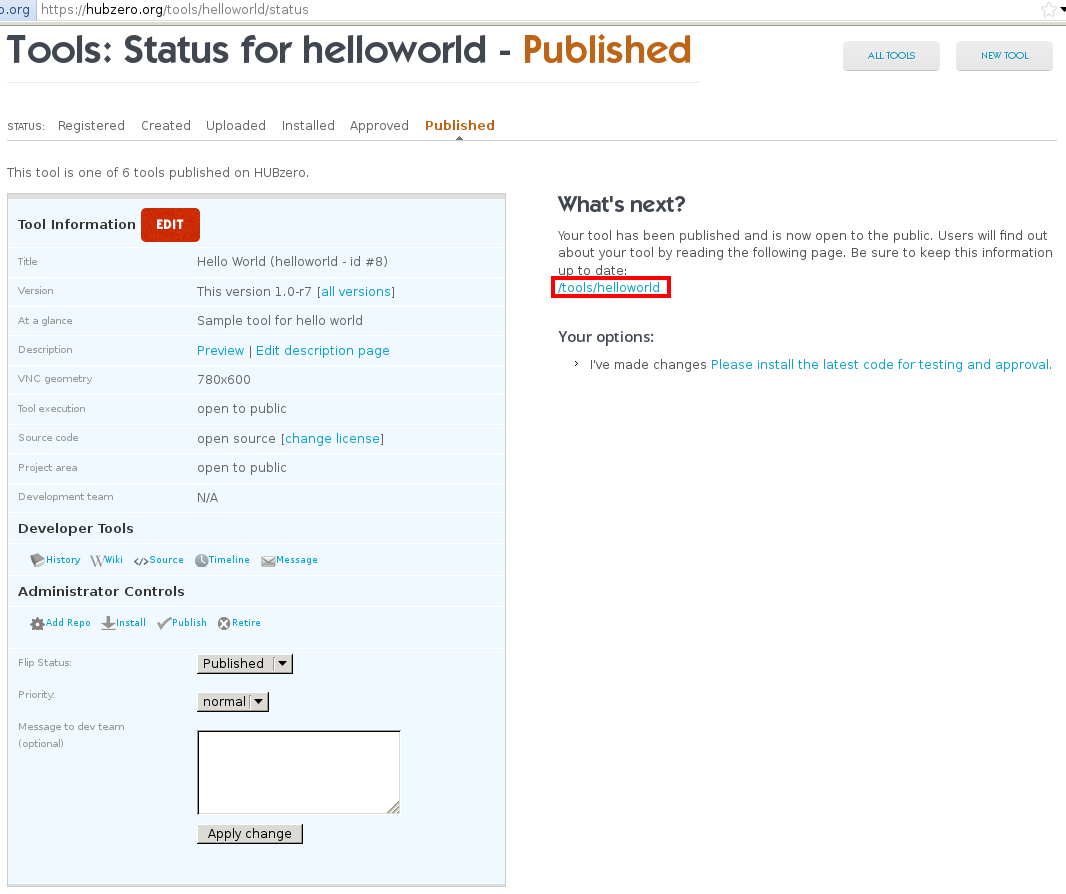 o.org https://hubzero.org/tools/helloworld/status
Tools: Status for helloworld - Published
ALL TOOLS NEW TOOL
STATUS: Registered Created Uploaded Installed Approved Published
This tool is one of 6 tools published on HUBzero.
Tool Information EDIT
Title Hello World (helloworld - id #8)
Version This version 1.0-r7 [all versions]
At a glance Sample tool for hello world
Description Preview | Edit description page
VNC geometry 780x600
Tool execution open to public
Source code open source [change license]
Project area open to public
Development team N/A
Developer Tools
History Wiki Source Timeline Message
Administrator Controls
Add Repo Install Publish Retire
Flip Status: Published
Priority: normal
Message to dev team
(optional)
Apply change
What's next?
Your tool has been published and is now open to the public. Users will find out
about your tool by reading the following page. Be sure to keep this information
up to date:
/tools/helloworld
Your options:
I've made changes Please install the latest code for testing and approval.